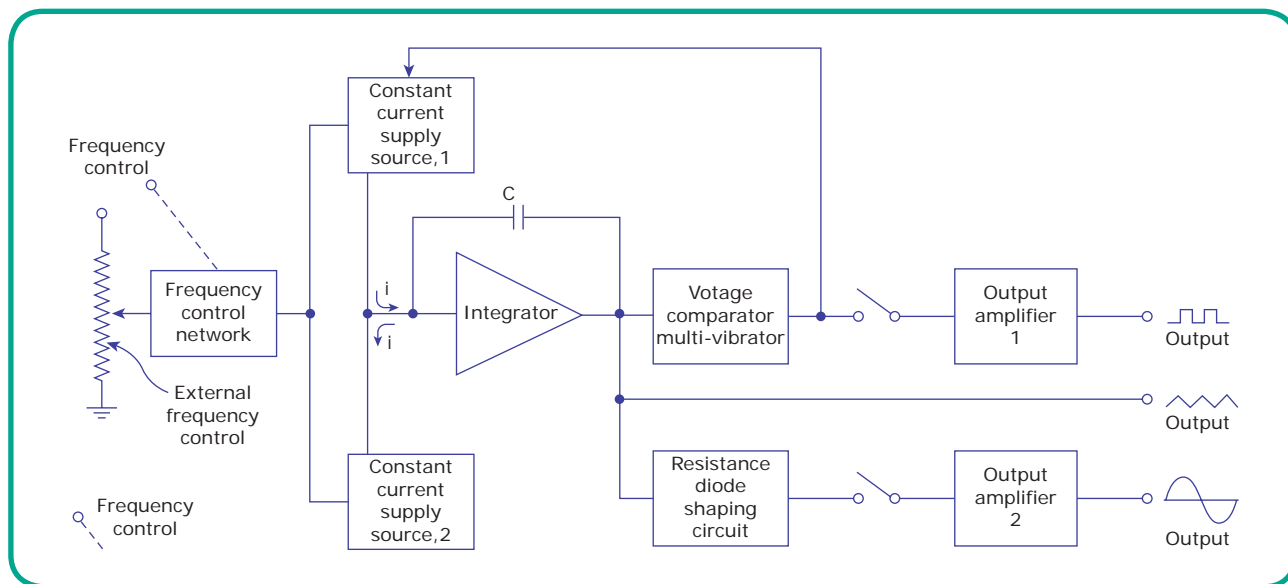 Constant
current
supply
source,1
Frequency
control
C
i
Frequency
control
network
Integrator
Votage
comparator
multi-vibrator
Output
amplifier
1
Output
i
External
frequency
control
Output
Constant
current
supply
source,2
Resistance
diode
shaping
circuit
Output
amplifier
2
Output
Frequency
control